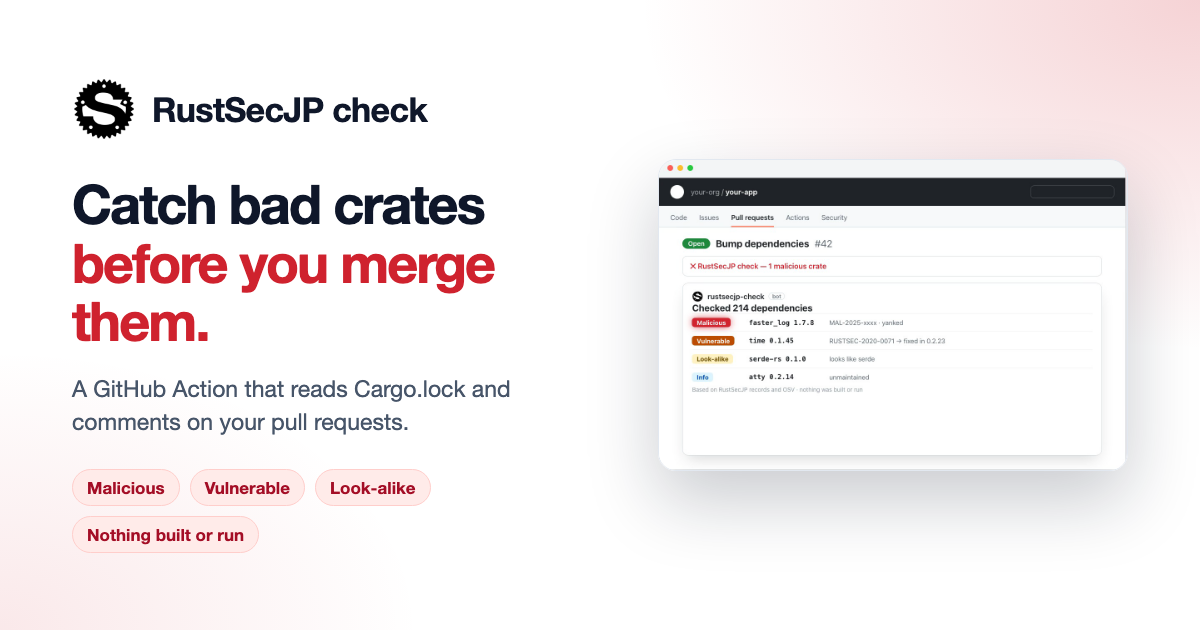 RustSecJP check
Catch bad crates
before you merge
them.
A GitHub Action that reads Cargo.lock and
comments on your pull requests.
Malicious
Vulnerable
Look-alike
Nothing built or run
your-org / your-app
Code Issues Pull requests Actions Security
Open Bump dependencies #42
✕ RustSecJP check — 1 malicious crate
rustsecjp-check bot
Checked 214 dependencies
Malicious faster_log 1.7.8 MAL-2025-xxxx · yanked
Vulnerable time 0.1.45 RUSTSEC-2020-0071 → fixed in 0.2.23
Look-alike serde-rs 0.1.0 looks like serde
Info atty 0.2.14 unmaintained
Based on RustSecJP records and OSV · nothing was built or run